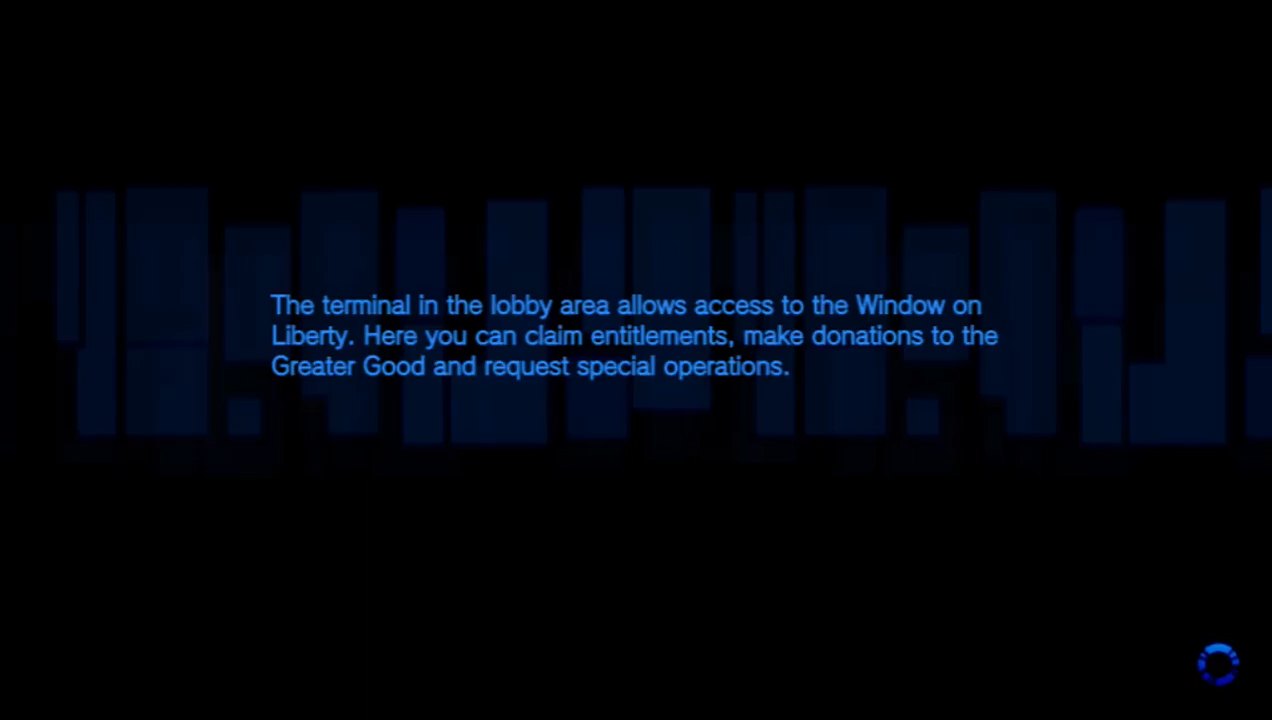 The terminal in the lobby area allows access to the Window on
Liberty. Here you can claim entitlements, make donations to the
Greater Good and request special operations.